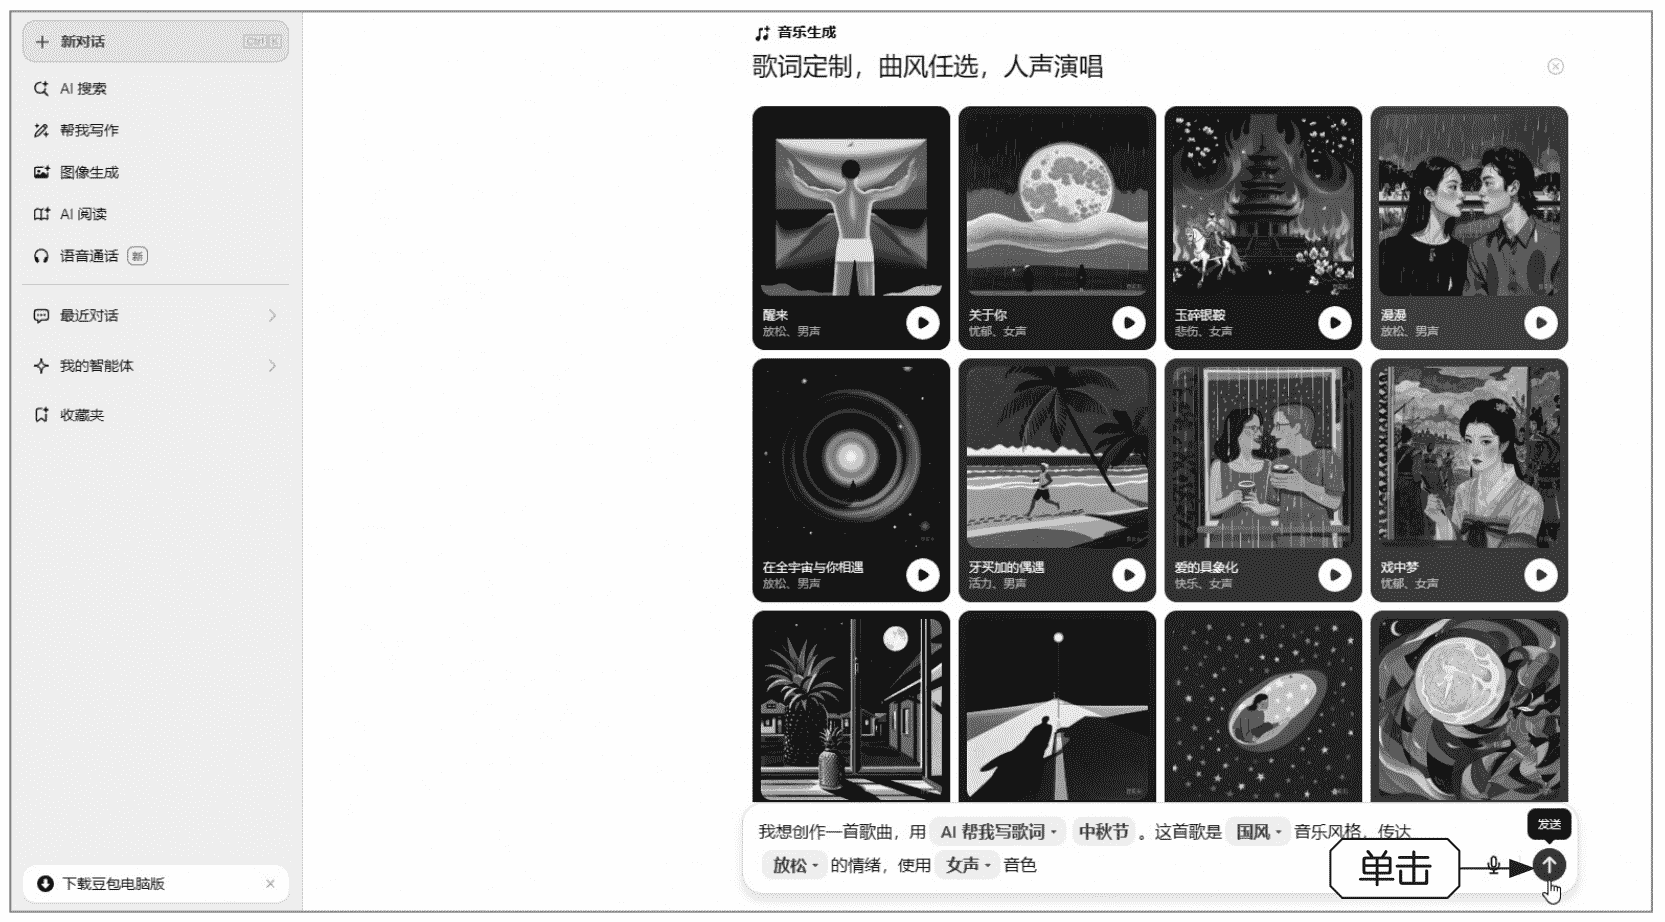 新对话
Ctrl K
AI 搜索
帮我写作
图像生成
AI 阅读
语音通话 新
最近对话
我的智能体
收藏夹
下载豆包电脑版
音乐生成
歌词定制，曲风任选，人声演唱
醒来
放松、男声
关于你
忧郁、女声
玉碎银鞍
悲伤、女声
漫漫
放松、男声
在全宇宙与你相遇
放松、男声
牙买加的偶遇
活力、男声
爱的具象化
快乐、女声
戏中梦
忧郁、女声
我想创作一首歌曲，用 AI 帮我写歌词 中秋节 。这首歌是 国风 音乐风格，传达
放松 的情绪，使用 女声 音色
发送
单击